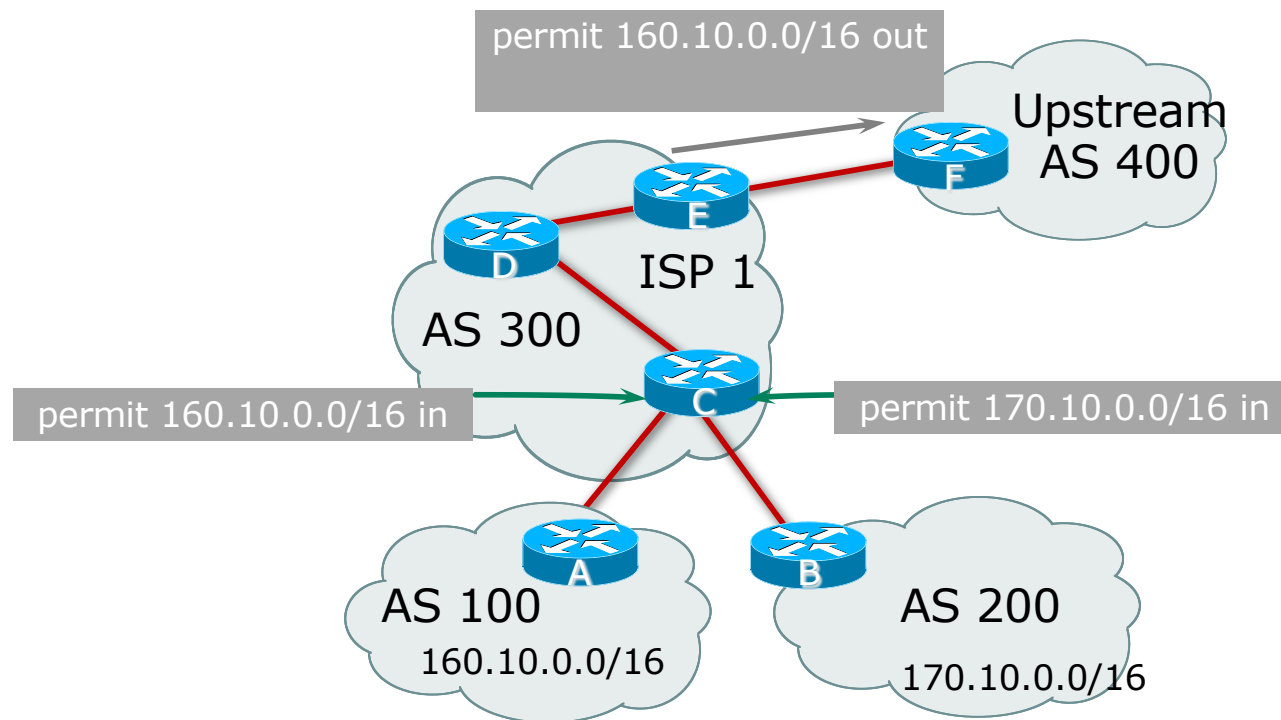 permit 160.10.0.0/16 out
Upstream
AS 400
F
E
D
ISP 1
AS 300
C
permit 160.10.0.0/16 in
permit 170.10.0.0/16 in
A
B
AS 100
AS 200
160.10.0.0/16
170.10.0.0/16